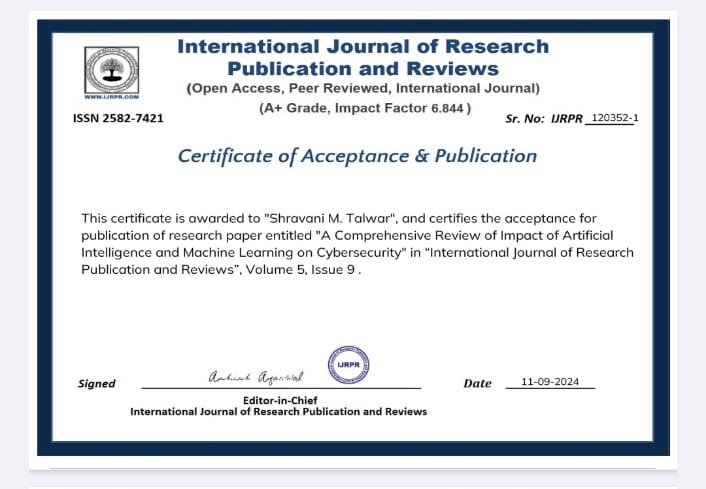 International Journal of Research
Publication and Reviews
(Open Access, Peer Reviewed, International Journal)
(A+ Grade, Impact Factor 6.844 )
WWW.IJRPR.COM
ISSN 2582-7421
Sr. No: IJRPR 120352-1
Certificate of Acceptance & Publication
This certificate is awarded to "Shravani M. Talwar", and certifies the acceptance for
publication of research paper entitled "A Comprehensive Review of Impact of Artificial
Intelligence and Machine Learning on Cybersecurity" in "International Journal of Research
Publication and Reviews", Volume 5, Issue 9 .
IJRPR
Signed
Date 11-09-2024
Editor-in-Chief
International Journal of Research Publication and Reviews